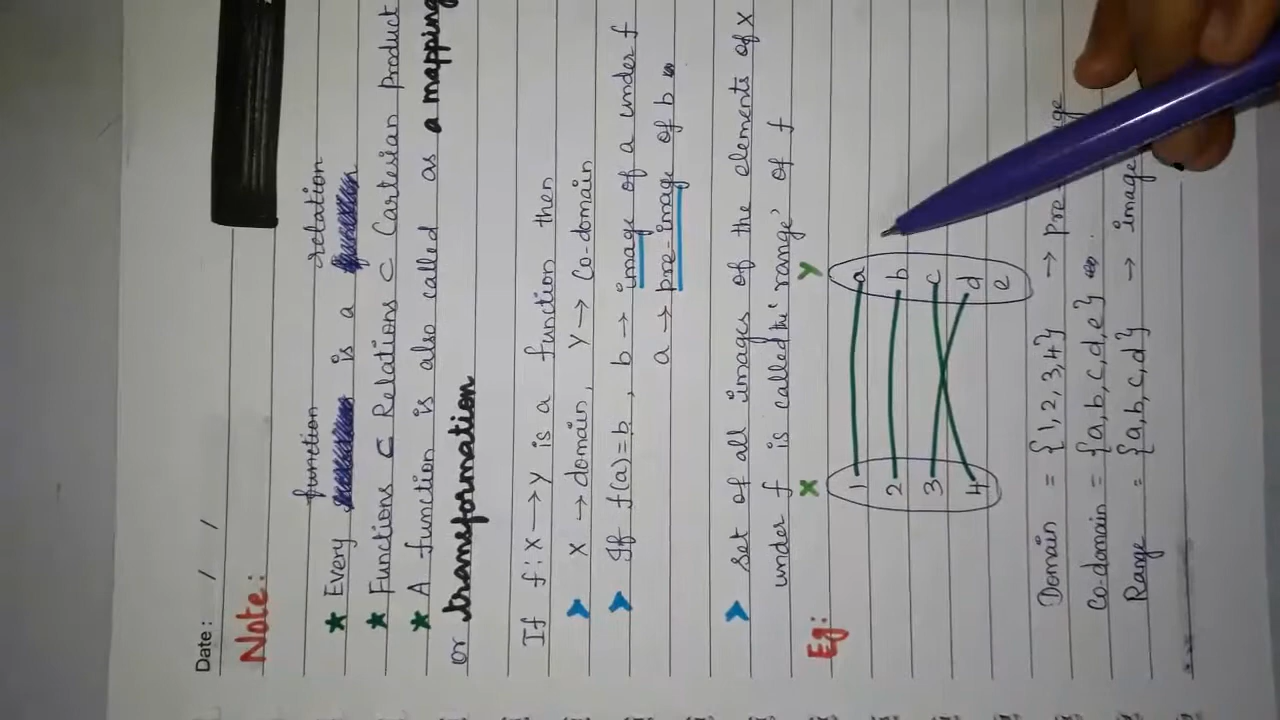 Date: / /
Note:
function relation
★ Every is a
★ Functions ⊂ Relations ⊂ Cartesian product
★ A function is also called as a mapping
or transformation
If f: X → Y is a function then
➤ X → domain, Y → Co-domain
➤ If f(a)=b, b → image of a under f
a → pre-image of b
➤ Set of all images of the elements of X
under f is called the 'range' of f
Eg:
X Y
1 a
2 b
3 c
4 d
e
Domain = {1, 2, 3, 4} → pre-
Co-domain = {a, b, c, d, e}
Range = {a, b, c, d} → image